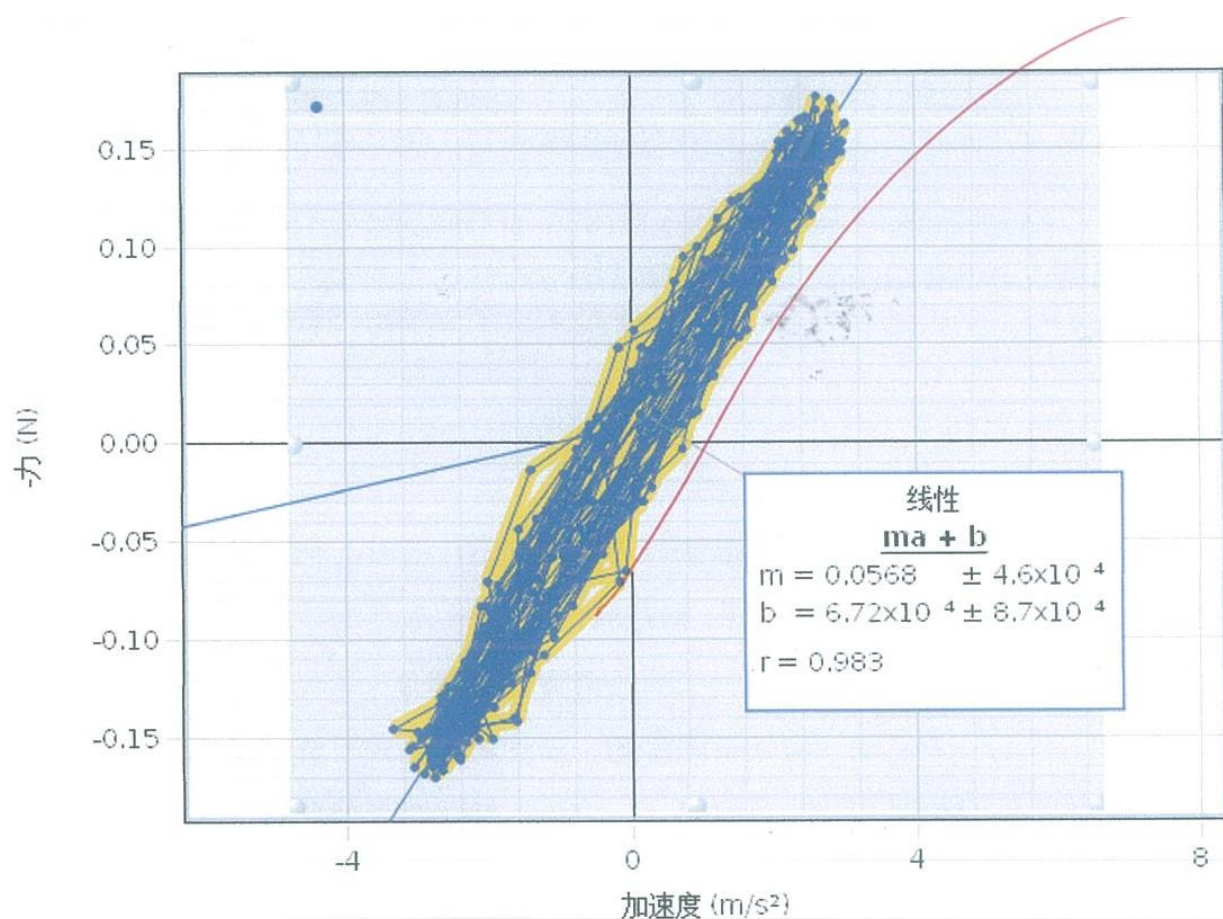 0.15
0.10
0.05
0.00
-0.05
-0.10
-0.15
-力 (N)
线性
ma + b
m = 0.0568 ± 4.6x10 ⁴
b = 6.72x10 ⁴ ± 8.7x10 ⁴
r = 0.983
-4 0 4 8
加速度 (m/s²)